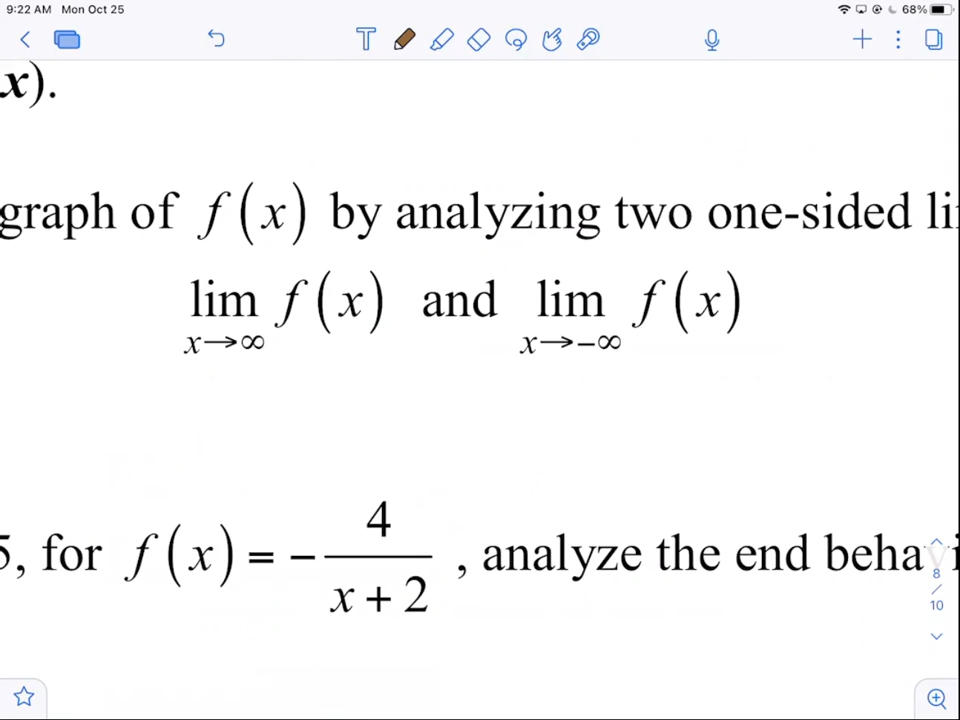 9:22 AM Mon Oct 25 68%
x).
graph of f(x) by analyzing two one-sided li
lim f(x) and lim f(x)
x→∞ x→−∞
5, for f(x) = − 4/(x + 2) , analyze the end behavi
8
/
10